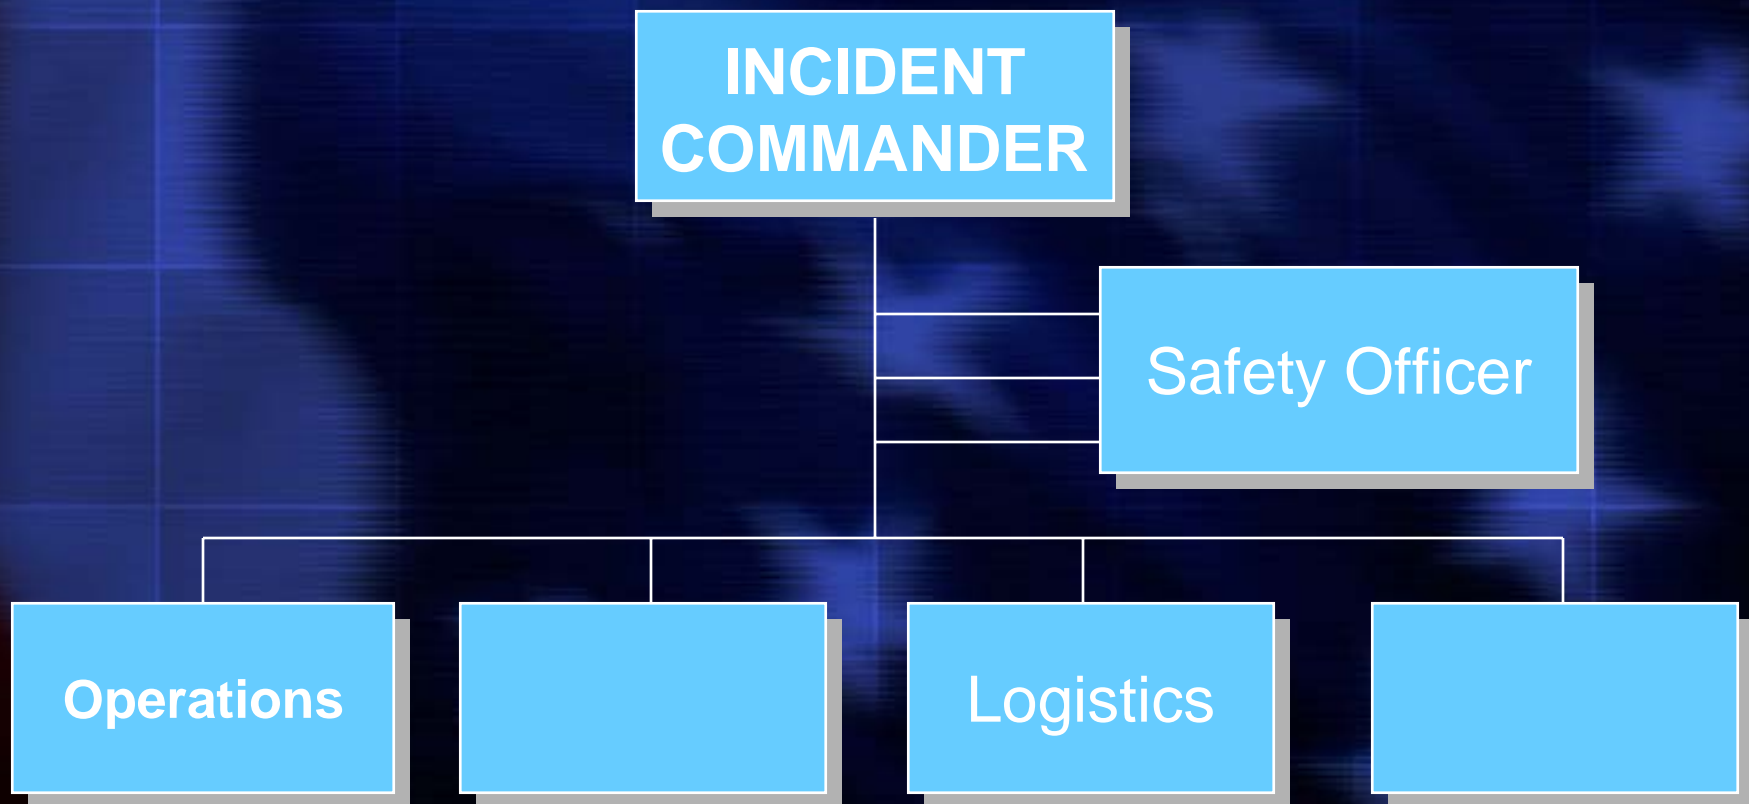 INCIDENT
COMMANDER
Safety Officer
Operations
Logistics